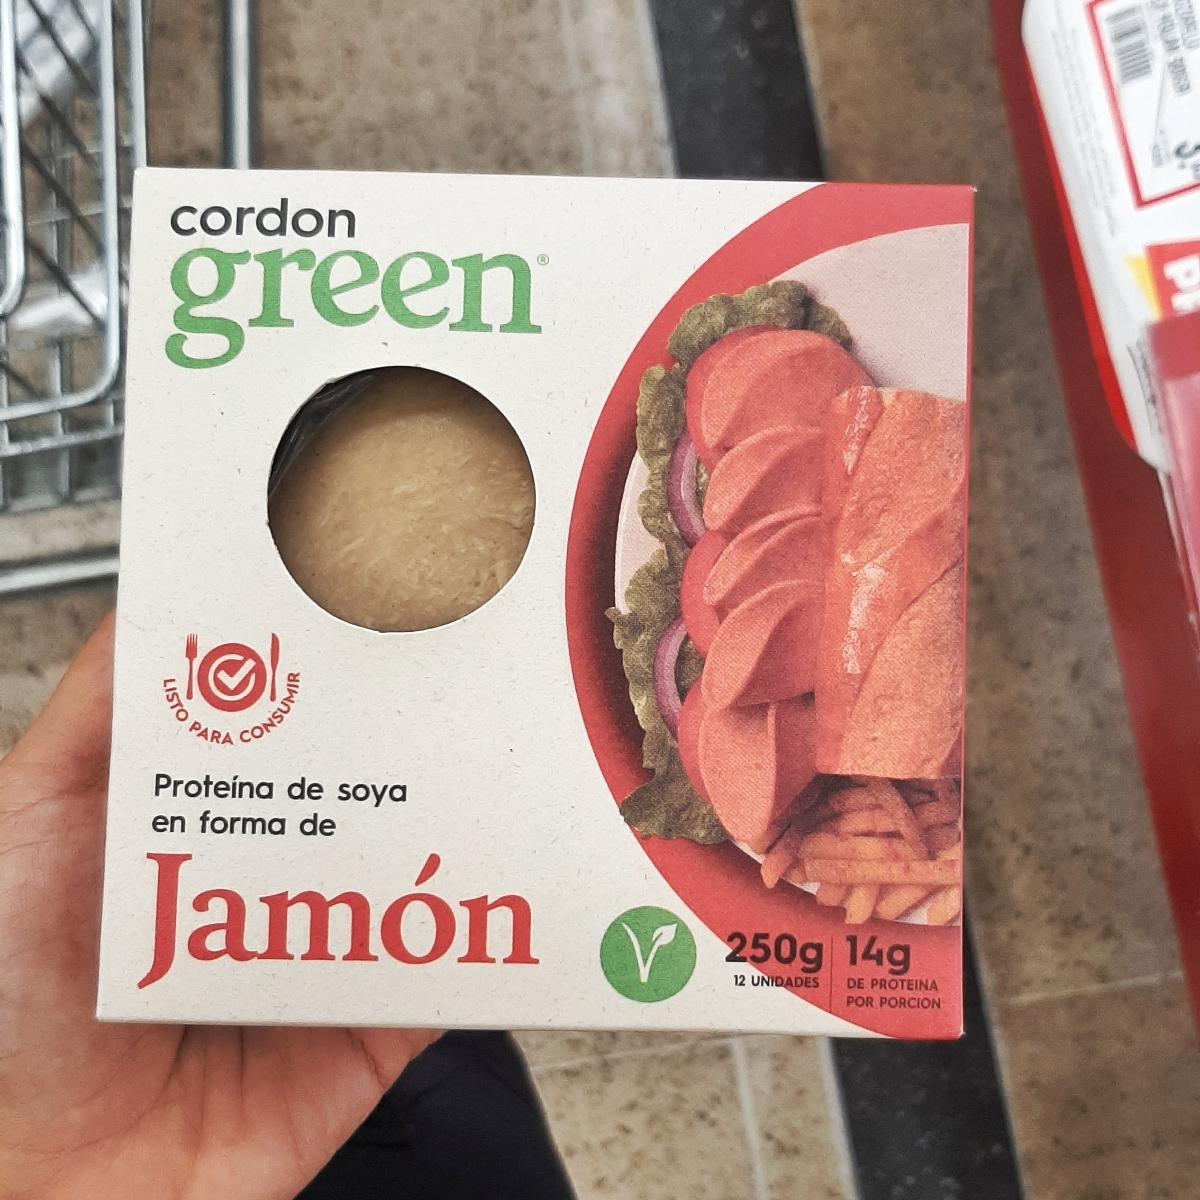 cordon
green®
LISTO PARA CONSUMIR
Proteína de soya
en forma de
Jamón
V
250g
12 UNIDADES
14g
DE PROTEINA
POR PORCION